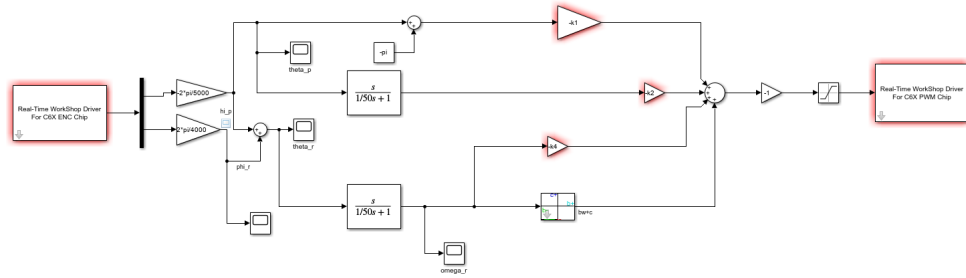 -k1
-pi
theta_p
Real-Time WorkShop Driver
For C6X ENC Chip
-2*pi/5000
s
1/50s + 1
-k2
-1
Real-Time WorkShop Driver
For C6X PWM Chip
hi_p
2*pi/4000
theta_r
phi_r
-k4
s
1/50s + 1
bw+c
omega_r